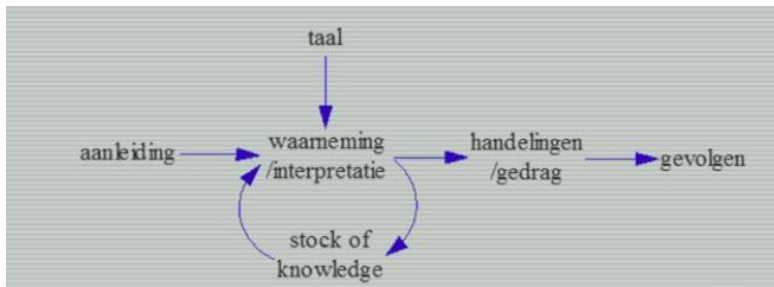 taal
aanleiding
waarneming
/interpretatie
handelingen
/gedrag
gevolgen
stock of
knowledge